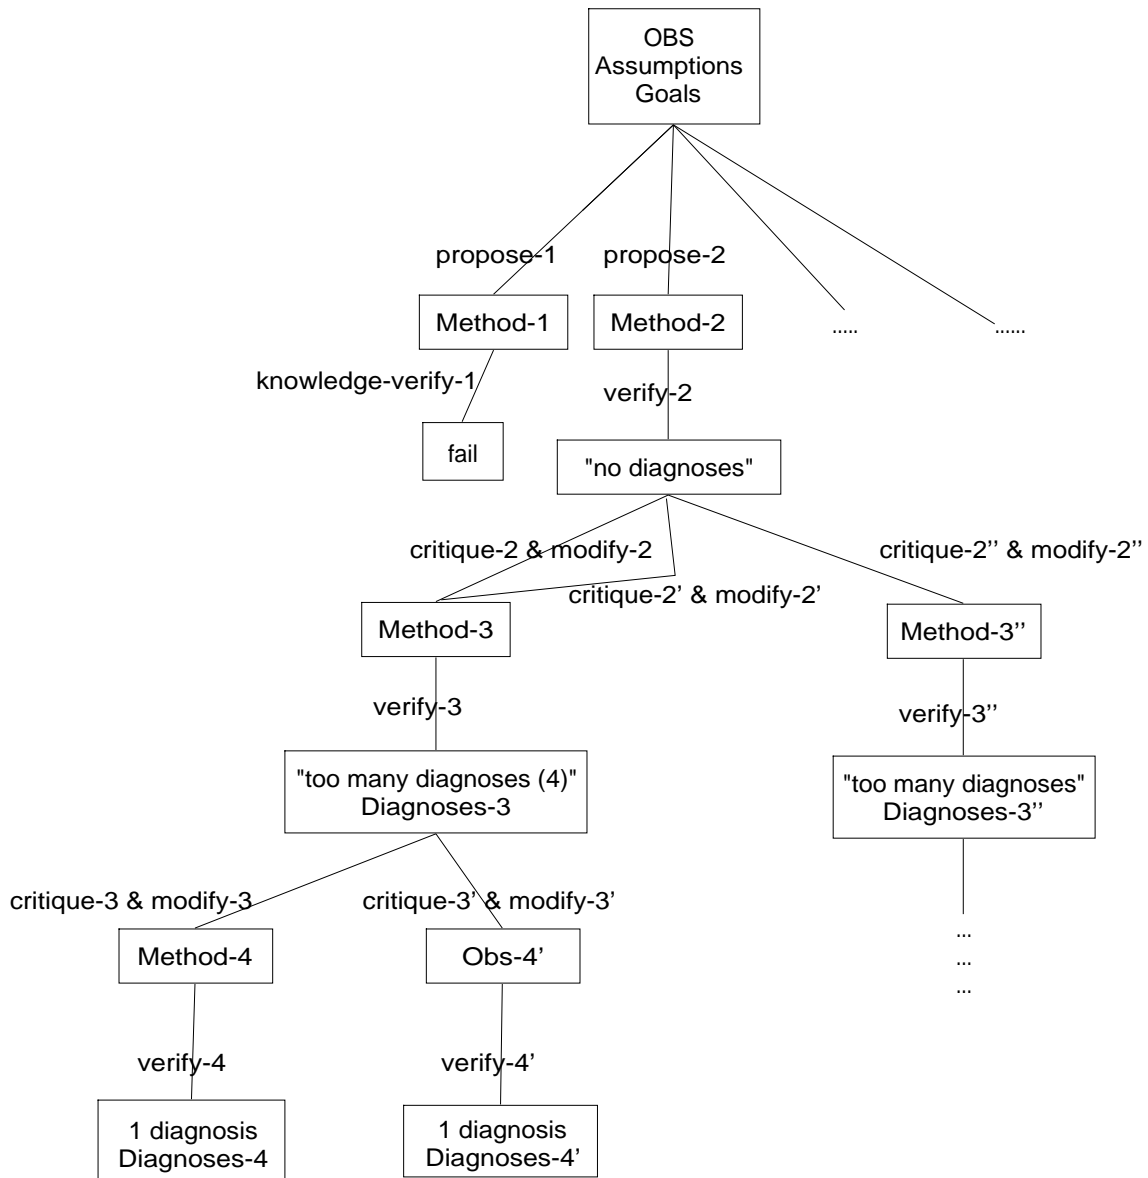 OBS
Assumptions
Goals
propose-1
propose-2
Method-1
Method-2
.....
......
knowledge-verify-1
verify-2
fail
"no diagnoses"
critique-2 & modify-2
critique-2'' & modify-2''
critique-2' & modify-2'
Method-3
Method-3''
verify-3
verify-3''
"too many diagnoses (4)"
Diagnoses-3
"too many diagnoses"
Diagnoses-3''
critique-3 & modify-3
critique-3' & modify-3'
Method-4
Obs-4'
...
...
...
verify-4
verify-4'
1 diagnosis
Diagnoses-4
1 diagnosis
Diagnoses-4'